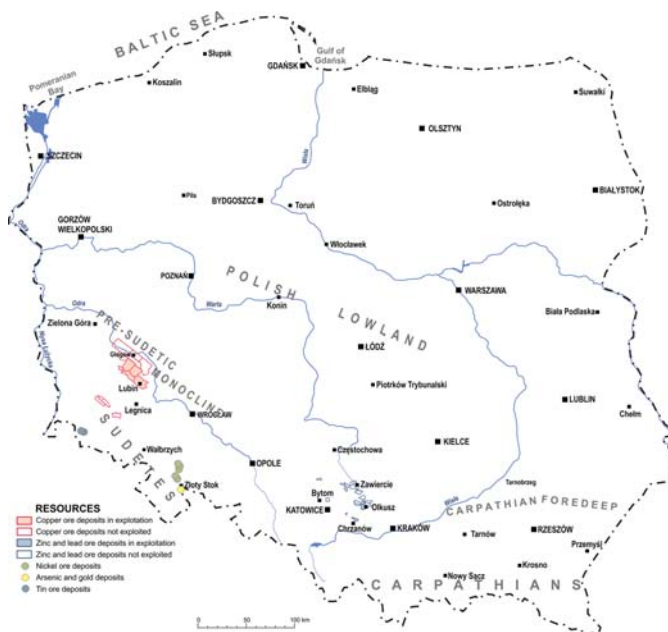 BALTIC SEA
Pomeranian
Bay
Gulf of
Gdańsk
Słupsk
GDAŃSK
Koszalin
Elbląg
Suwałki
OLSZTYN
SZCZECIN
Wisła
Piła
BYDGOSZCZ
Toruń
Ostrołęka
BIAŁYSTOK
Odra
GORZÓW
WIELKOPOLSKI
Włocławek
POZNAŃ
POLISH
LOWLAND
WARSZAWA
Warta
Konin
Odra
Zielona Góra
Biała Podlaska
PRE-SUDETIC
MONOCLINE
Głogów
ŁÓDŹ
Nysa Łużycka
Lubin
Piotrków Trybunalski
Legnica
WROCŁAW
LUBLIN
Chełm
SUDETES
Wałbrzych
OPOLE
Częstochowa
KIELCE
Złoty Stok
Zawiercie
Tarnobrzeg
Bytom
Olkusz
Wisła
CARPATHIAN FOREDEEP
KATOWICE
Chrzanów
KRAKÓW
Tarnów
RZESZÓW
Przemyśl
Krosno
Nowy Sącz
CARPATHIANS
RESOURCES
Copper ore deposits in explotation
Copper ore deposits not exploited
Zinc and lead ore deposits in exploitation
Zinc and lead ore deposits not exploited
Nickel ore deposits
Arsenic and gold deposits
Tin ore deposits
0 50 100 km